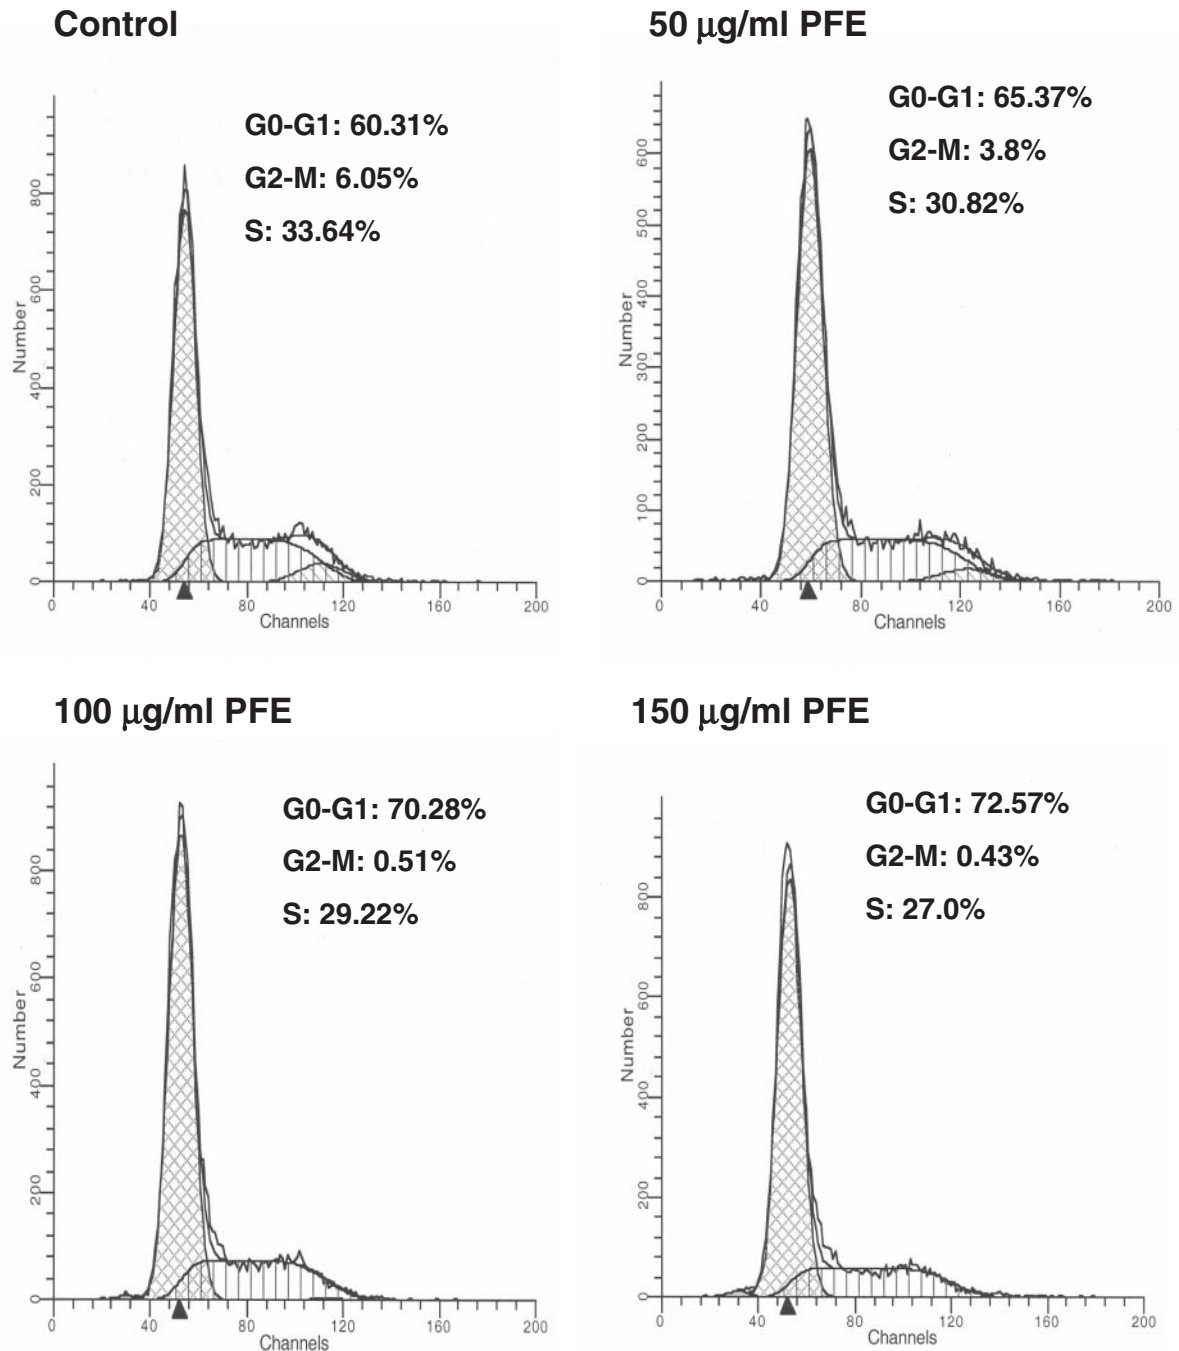 Control
G0-G1: 60.31%
G2-M: 6.05%
S: 33.64%
Number
0 200 400 600 800
0 40 80 120 160 200
Channels
50 µg/ml PFE
G0-G1: 65.37%
G2-M: 3.8%
S: 30.82%
Number
0 100 200 300 400 500 600
0 40 80 120 160 200
Channels
100 µg/ml PFE
G0-G1: 70.28%
G2-M: 0.51%
S: 29.22%
Number
0 200 400 600 800
0 40 80 120 160 200
Channels
150 µg/ml PFE
G0-G1: 72.57%
G2-M: 0.43%
S: 27.0%
Number
0 200 400 600 800
0 40 80 120 160 200
Channels